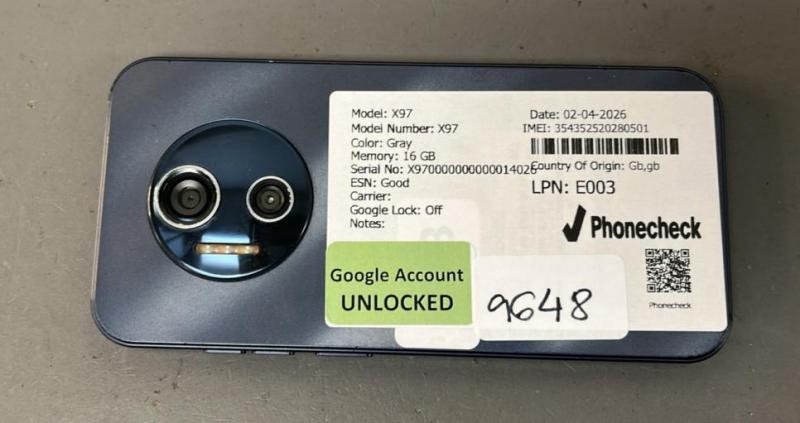 Model: X97
Model Number: X97
Color: Gray
Memory: 16 GB
Serial No: X970000000000014026
ESN: Good
Carrier:
Google Lock: Off
Notes:
Date: 02-04-2026
IMEI: 354352520280501
Country Of Origin: Gb,gb
LPN: E003
Phonecheck
Phonecheck
Google Account
UNLOCKED
9648